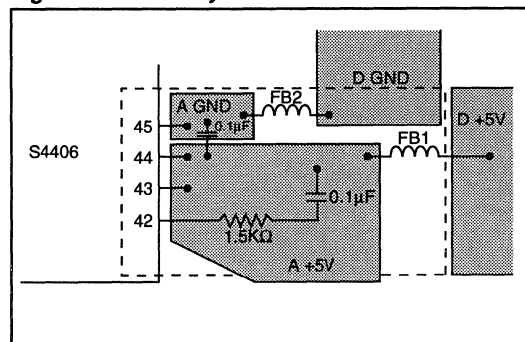 D GND
A GND
FB2
0.1µF
D +5V
45
FB1
S4406
44
43
0.1µF
42
1.5KΩ
A +5V